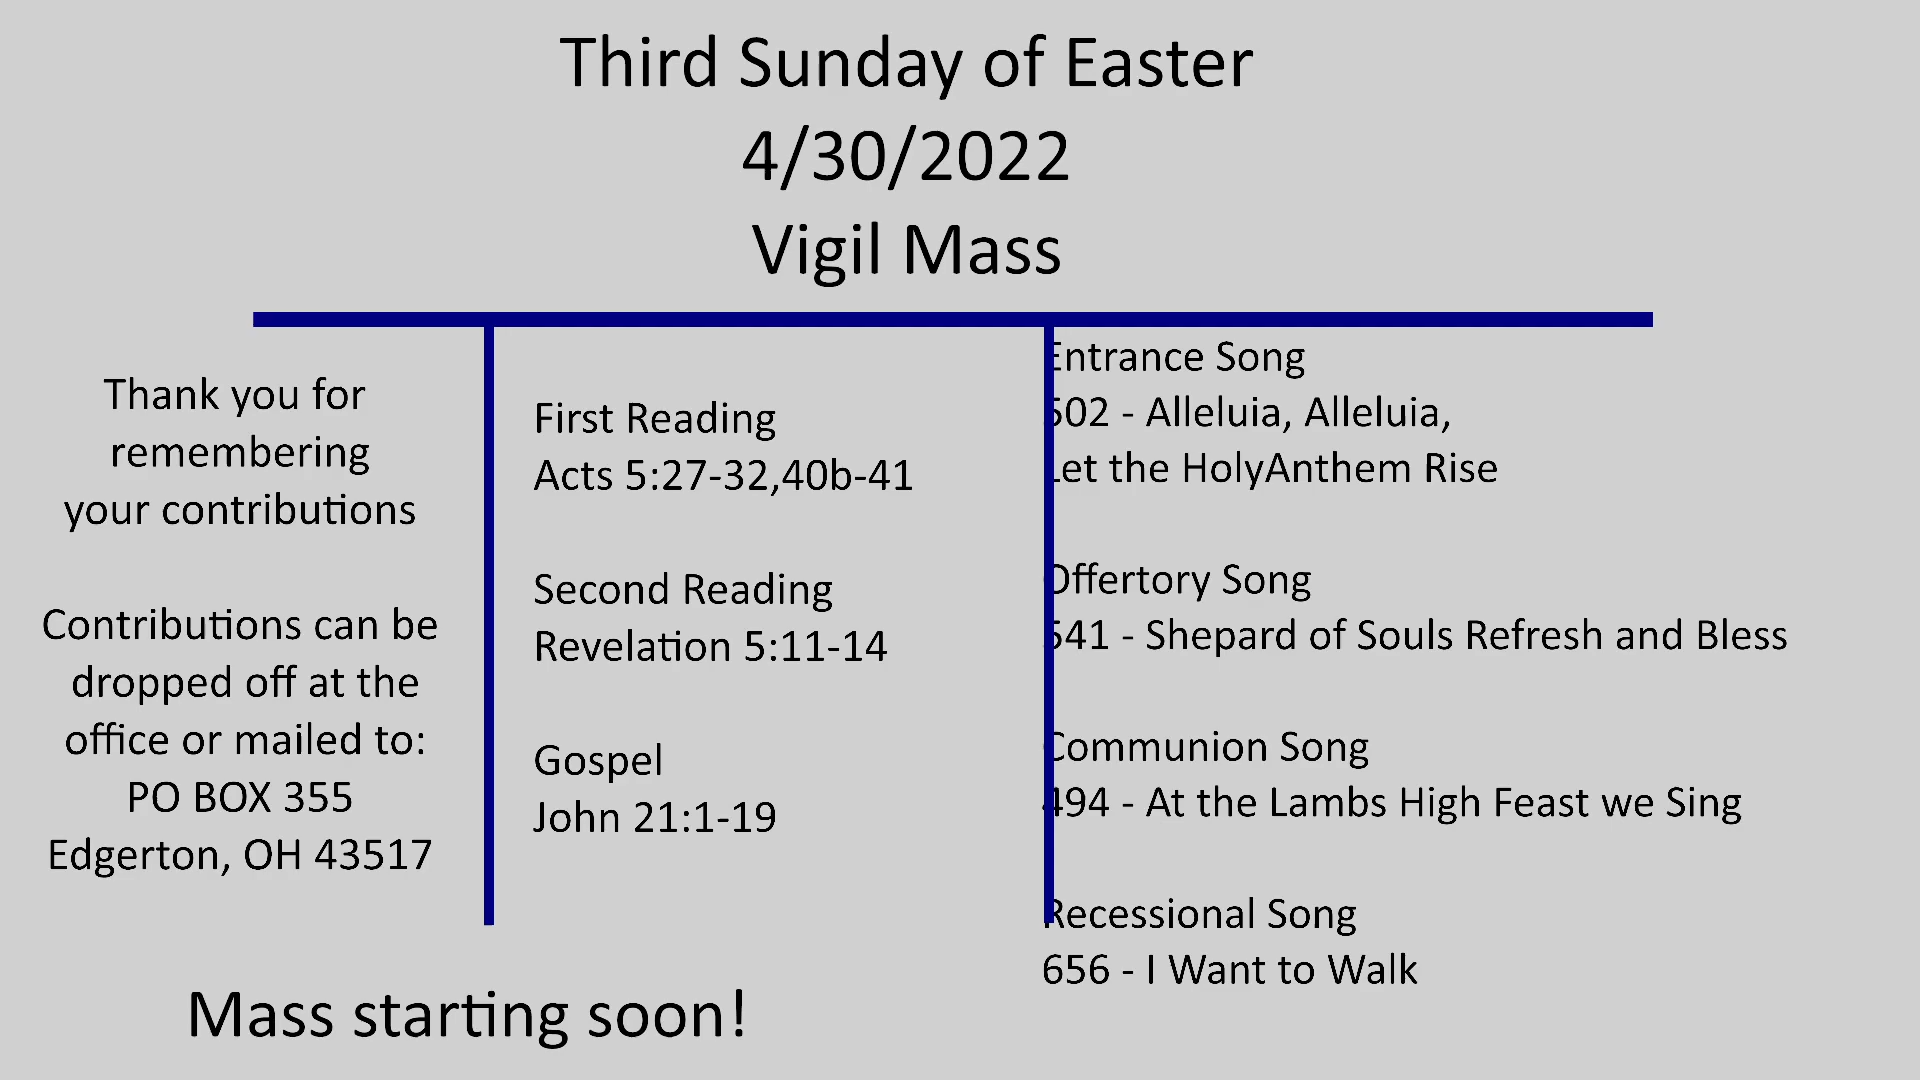 Third Sunday of Easter
4/30/2022
Vigil Mass
Thank you for
remembering
your contributions
Contributions can be
dropped off at the
office or mailed to:
PO BOX 355
Edgerton, OH 43517
First Reading
Acts 5:27-32,40b-41
Second Reading
Revelation 5:11-14
Gospel
John 21:1-19
Entrance Song
502 - Alleluia, Alleluia,
Let the HolyAnthem Rise
Offertory Song
541 - Shepard of Souls Refresh and Bless
Communion Song
494 - At the Lambs High Feast we Sing
Recessional Song
656 - I Want to Walk
Mass starting soon!